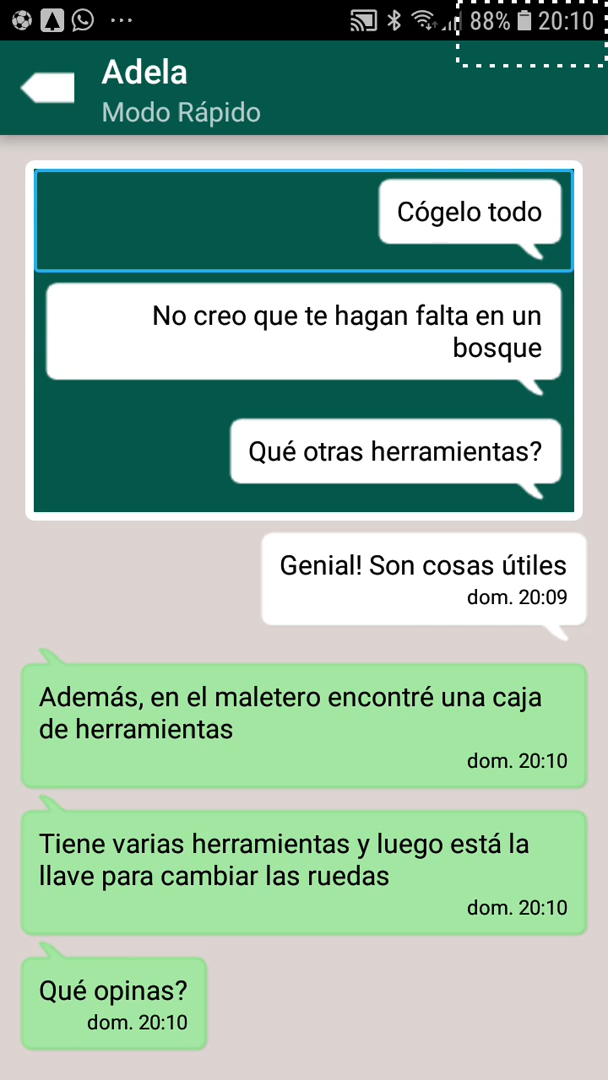 88% 20:10
Adela
Modo Rápido
Cógelo todo
No creo que te hagan falta en un
bosque
Qué otras herramientas?
Genial! Son cosas útiles
dom. 20:09
Además, en el maletero encontré una caja
de herramientas
dom. 20:10
Tiene varias herramientas y luego está la
llave para cambiar las ruedas
dom. 20:10
Qué opinas?
dom. 20:10